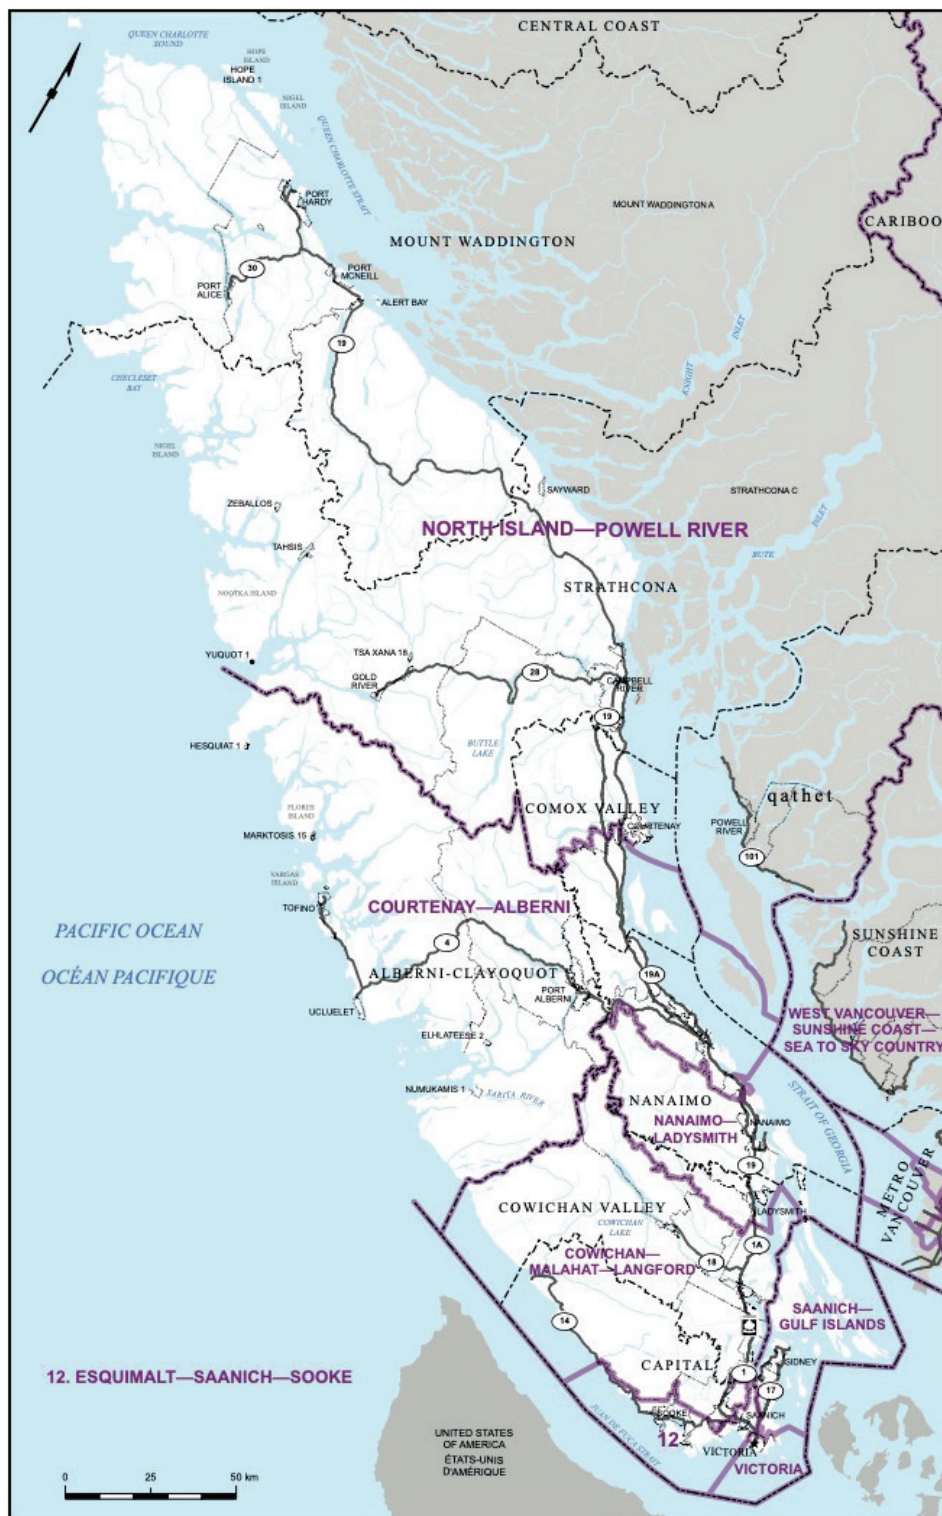 CENTRAL COAST
QUEEN CHARLOTTE
SOUND
HOPE
ISLAND
HOPE
ISLAND 1
NIGEL
ISLAND
QUEEN CHARLOTTE STRAIT
PORT
HARDY
MOUNT WADDINGTON A
CARIBOO
MOUNT WADDINGTON
30
PORT
MCNEILL
PORT
ALICE
ALERT BAY
19
KNIGHT
INLET
CHECLESET
BAY
NIGEL
ISLAND
SAYWARD
STRATHCONA C
ZEBALLOS
NORTH ISLAND—POWELL RIVER
BUTE
INLET
TAHSIS
STRATHCONA
NOOTKA ISLAND
YUQUOT 1
TSA XANA 18
GOLD
RIVER
28
CAMPBELL
RIVER
19
HESQUIAT 1
BUTTLE
LAKE
qathet
COMOX VALLEY
FLORES
ISLAND
COURTENAY
POWELL
RIVER
MARKTOSIS 15
101
VARGAS
ISLAND
TOFINO
COURTENAY—ALBERNI
PACIFIC OCEAN
OCÉAN PACIFIQUE
4
SUNSHINE
COAST
ALBERNI-CLAYOQUOT
19A
PORT
ALBERNI
UCLUELET
WEST VANCOUVER—
SUNSHINE COAST—
SEA TO SKY COUNTRY
ELHLATEESE 2
NUMUKAMIS 1
SARITA RIVER
STRAIT OF GEORGIA
NANAIMO
NANAIMO—
LADYSMITH
NANAIMO
19
METRO
VANCOUVER
COWICHAN VALLEY
LADYSMITH
COWICHAN
LAKE
1A
COWICHAN—
MALAHAT—LANGFORD
18
SAANICH—
GULF ISLANDS
14
12. ESQUIMALT—SAANICH—SOOKE
CAPITAL
1
SIDNEY
17
SOOKE
SAANICH
JUAN DE FUCA STRAIT
12
VICTORIA
VICTORIA
UNITED STATES
OF AMERICA
ÉTATS-UNIS
D'AMÉRIQUE
0 25 50 km